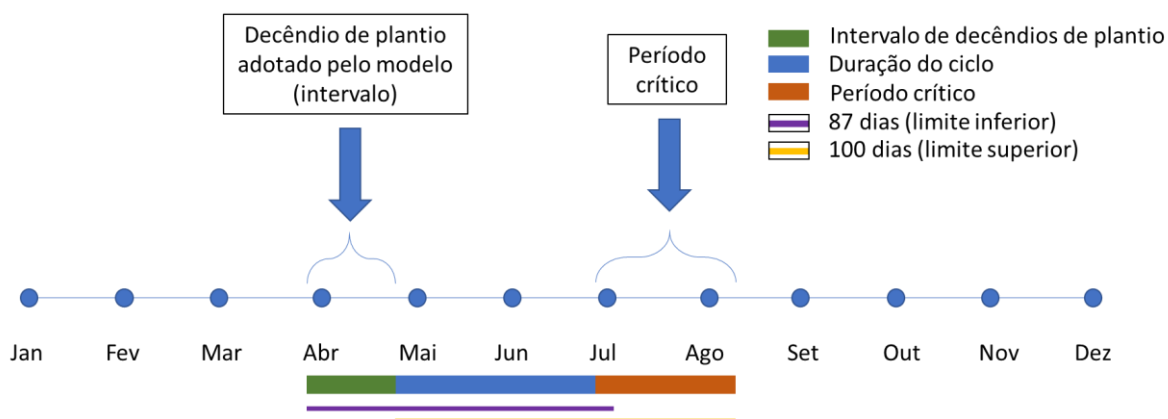 Decêndio de plantio
adotado pelo modelo
(intervalo)
Período
crítico
Intervalo de decêndios de plantio
Duração do ciclo
Período crítico
87 dias (limite inferior)
100 dias (limite superior)
Jan Fev Mar Abr Mai Jun Jul Ago Set Out Nov Dez